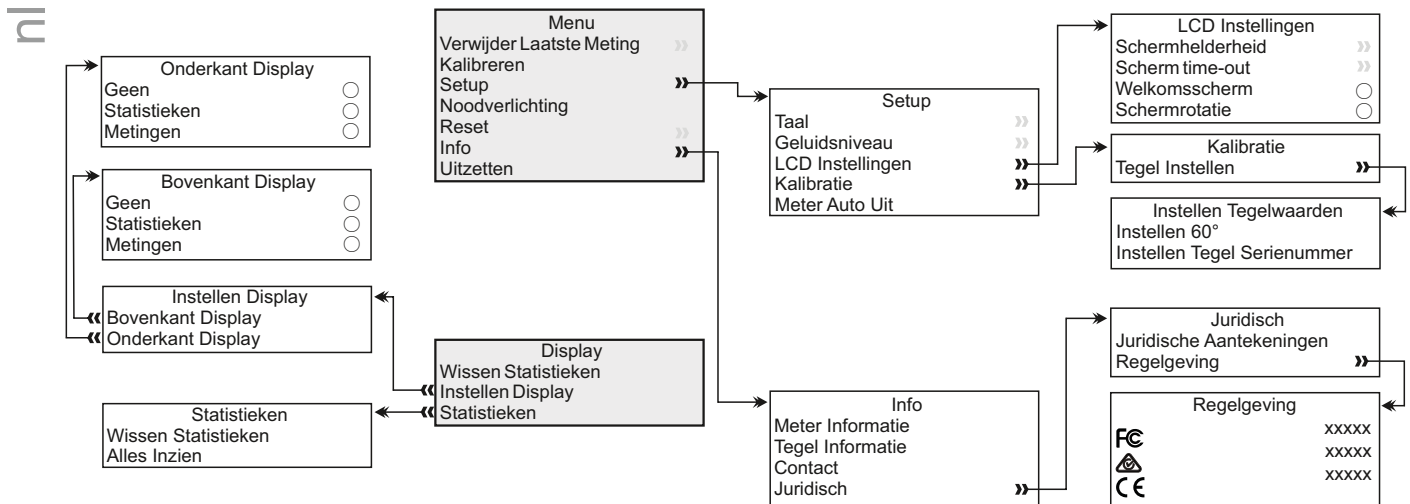 nl
Menu
Verwijder Laatste Meting
Kalibreren
Setup
Noodverlichting
Reset
Info
Uitzetten
Onderkant Display
Geen
Statistieken
Metingen
Bovenkant Display
Geen
Statistieken
Metingen
Instellen Display
Bovenkant Display
Onderkant Display
Statistieken
Wissen Statistieken
Alles Inzien
Display
Wissen Statistieken
Instellen Display
Statistieken
Setup
Taal
Geluidsniveau
LCD Instellingen
Kalibratie
Meter Auto Uit
LCD Instellingen
Schermhelderheid
Scherm time-out
Welkomsscherm
Schermrotatie
Kalibratie
Tegel Instellen
Instellen Tegelwaarden
Instellen 60°
Instellen Tegel Serienummer
Info
Meter Informatie
Tegel Informatie
Contact
Juridisch
Juridisch
Juridische Aantekeningen
Regelgeving
Regelgeving
FC xxxxx
xxxxx
CE xxxxx